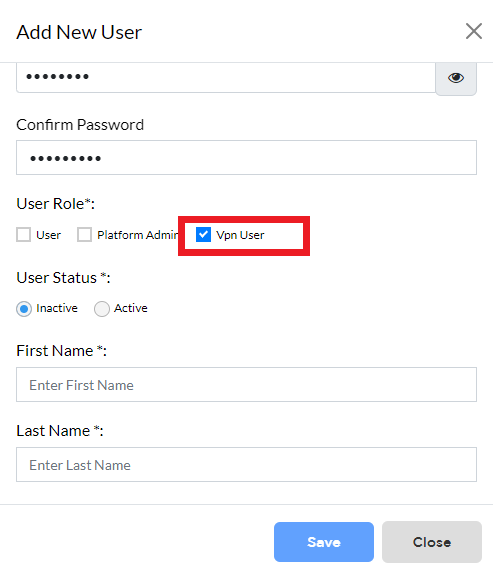 Add New User
••••••••
Confirm Password
•••••••••
User Role*:
User Platform Admin Vpn User
User Status *:
Inactive Active
First Name *:
Enter First Name
Last Name *:
Enter Last Name
Save Close